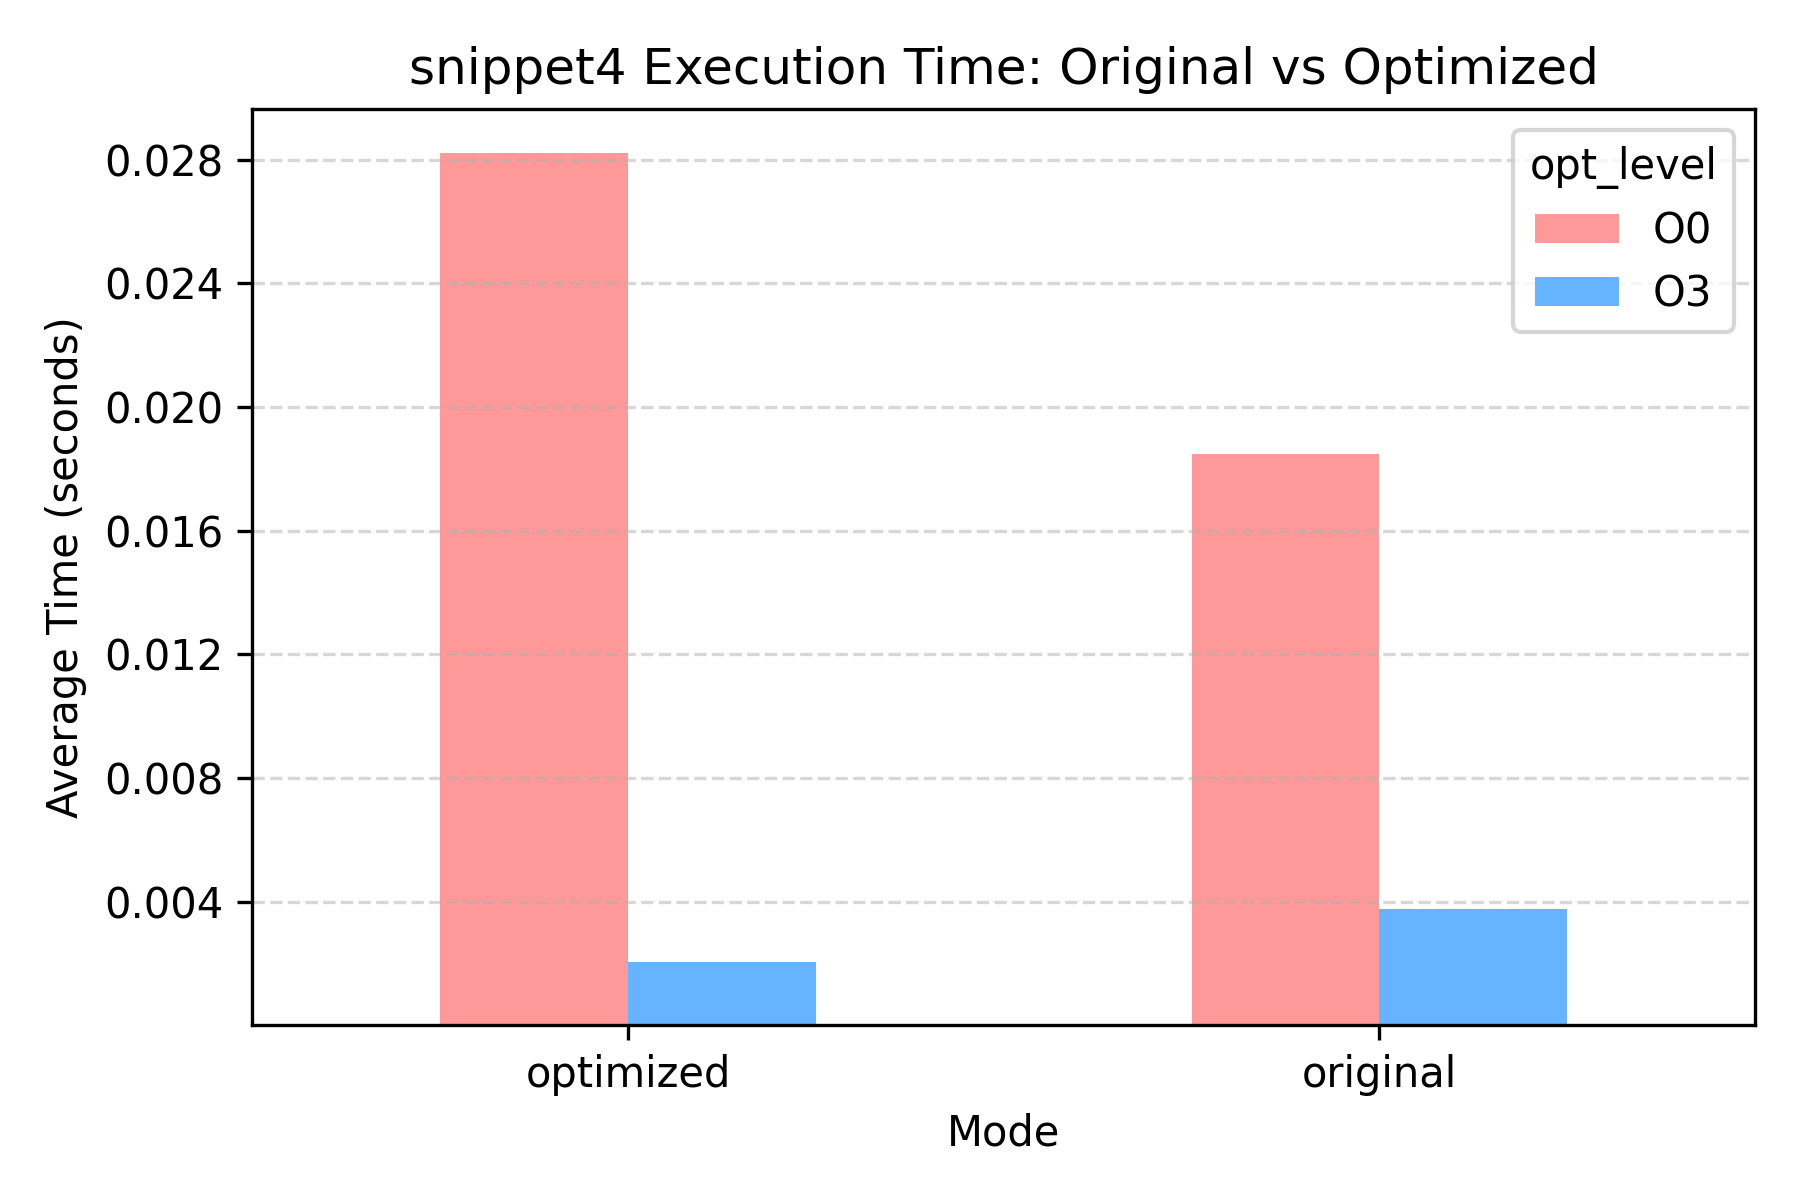 snippet4 Execution Time: Original vs Optimized
opt_level
O0
O3
0.028
0.024
0.020
0.016
0.012
0.008
0.004
Average Time (seconds)
optimized
original
Mode